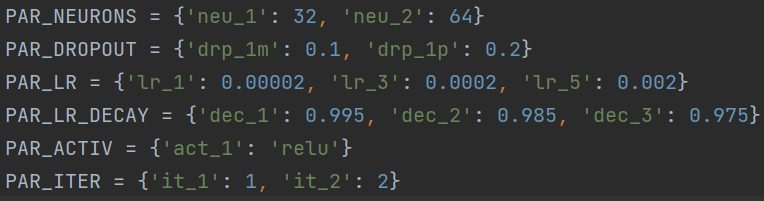 PAR_NEURONS = {'neu_1': 32, 'neu_2': 64}
PAR_DROPOUT = {'drp_1m': 0.1, 'drp_1p': 0.2}
PAR_LR = {'lr_1': 0.00002, 'lr_3': 0.0002, 'lr_5': 0.002}
PAR_LR_DECAY = {'dec_1': 0.995, 'dec_2': 0.985, 'dec_3': 0.975}
PAR_ACTIV = {'act_1': 'relu'}
PAR_ITER = {'it_1': 1, 'it_2': 2}